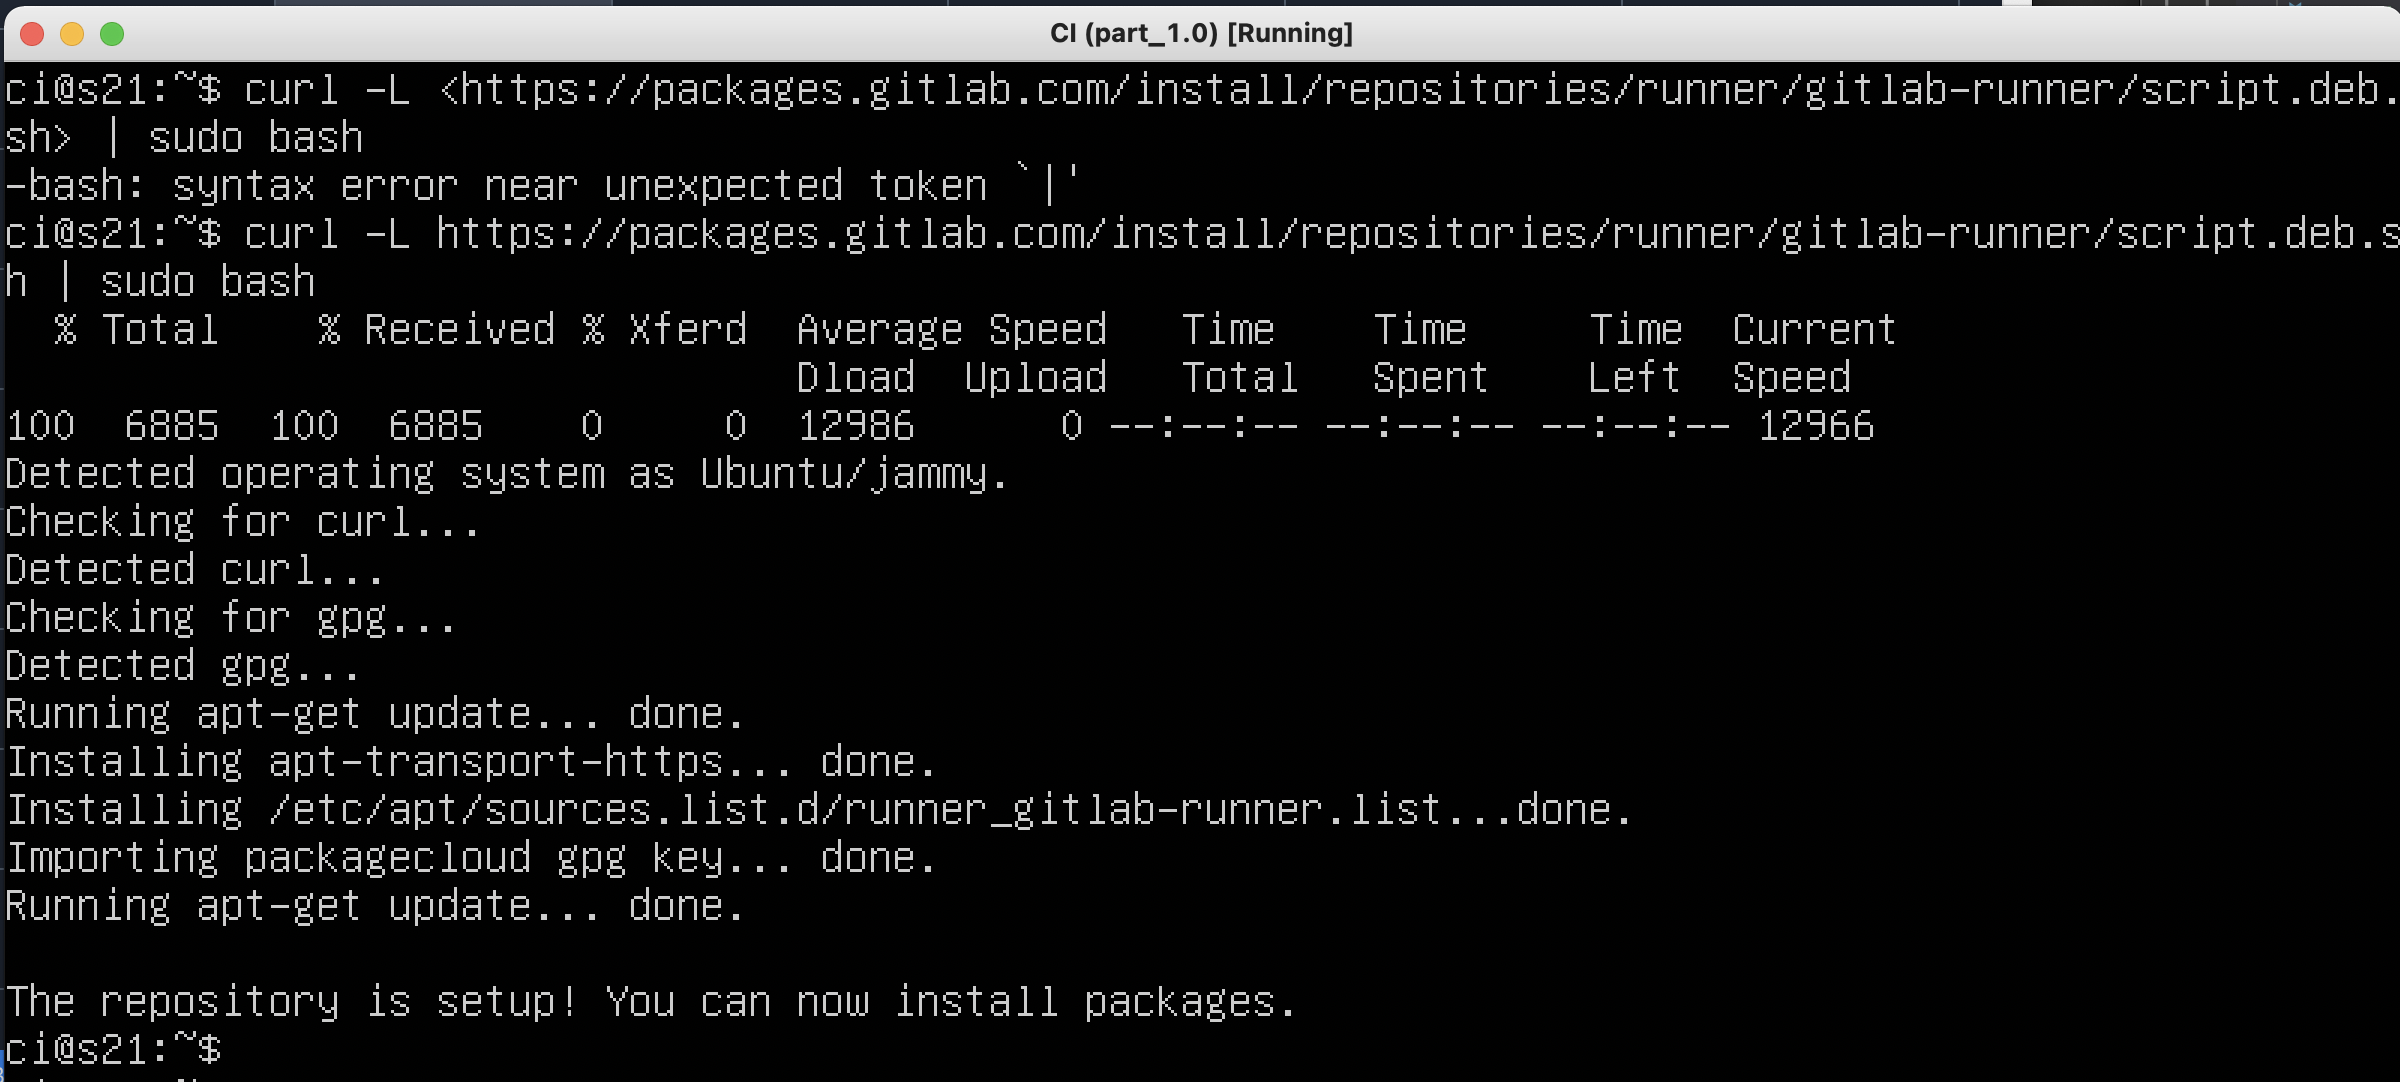 CI (part_1.0) [Running]
ci@s21:~$ curl -L <https://packages.gitlab.com/install/repositories/runner/gitlab-runner/script.deb.
sh> | sudo bash
-bash: syntax error near unexpected token `|'
ci@s21:~$ curl -L https://packages.gitlab.com/install/repositories/runner/gitlab-runner/script.deb.s
h | sudo bash
  % Total    % Received % Xferd  Average Speed   Time    Time     Time  Current
                                 Dload  Upload   Total   Spent    Left  Speed
100  6885  100  6885    0     0  12986      0 --:--:-- --:--:-- --:--:-- 12966
Detected operating system as Ubuntu/jammy.
Checking for curl...
Detected curl...
Checking for gpg...
Detected gpg...
Running apt-get update... done.
Installing apt-transport-https... done.
Installing /etc/apt/sources.list.d/runner_gitlab-runner.list...done.
Importing packagecloud gpg key... done.
Running apt-get update... done.

The repository is setup! You can now install packages.
ci@s21:~$